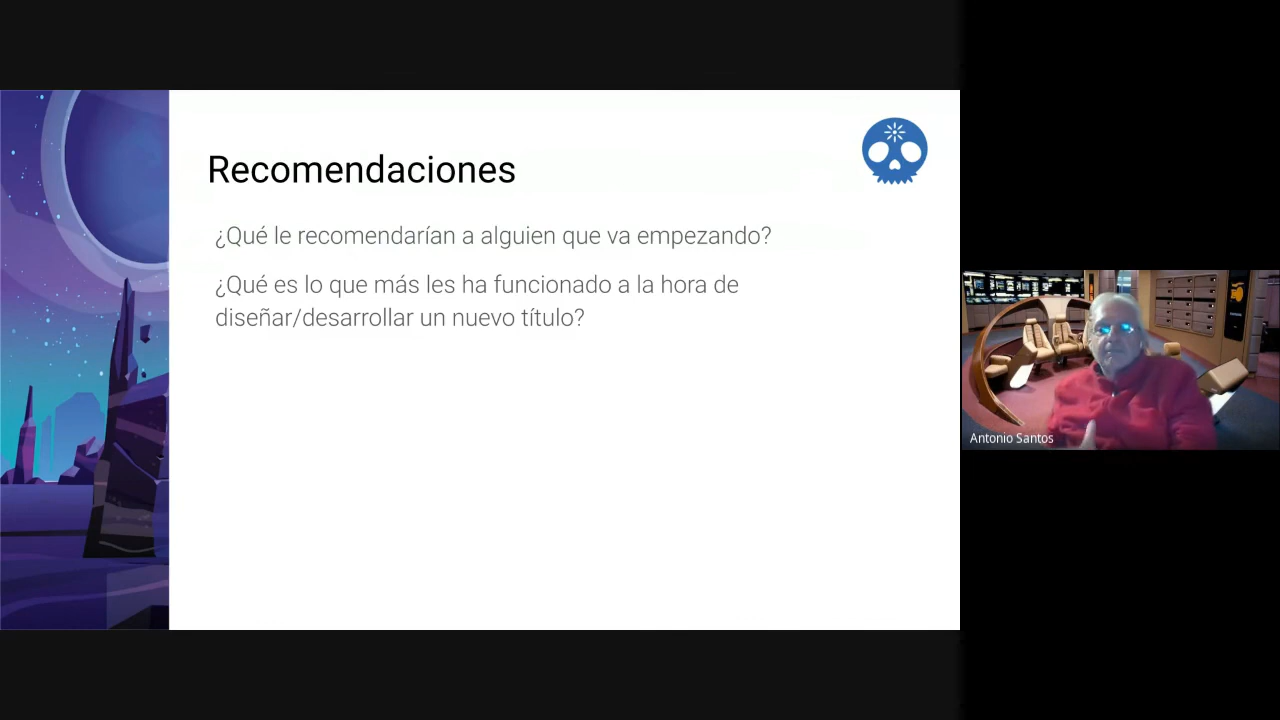 Recomendaciones
¿Qué le recomendarían a alguien que va empezando?
¿Qué es lo que más les ha funcionado a la hora de
diseñar/desarrollar un nuevo título?
Antonio Santos